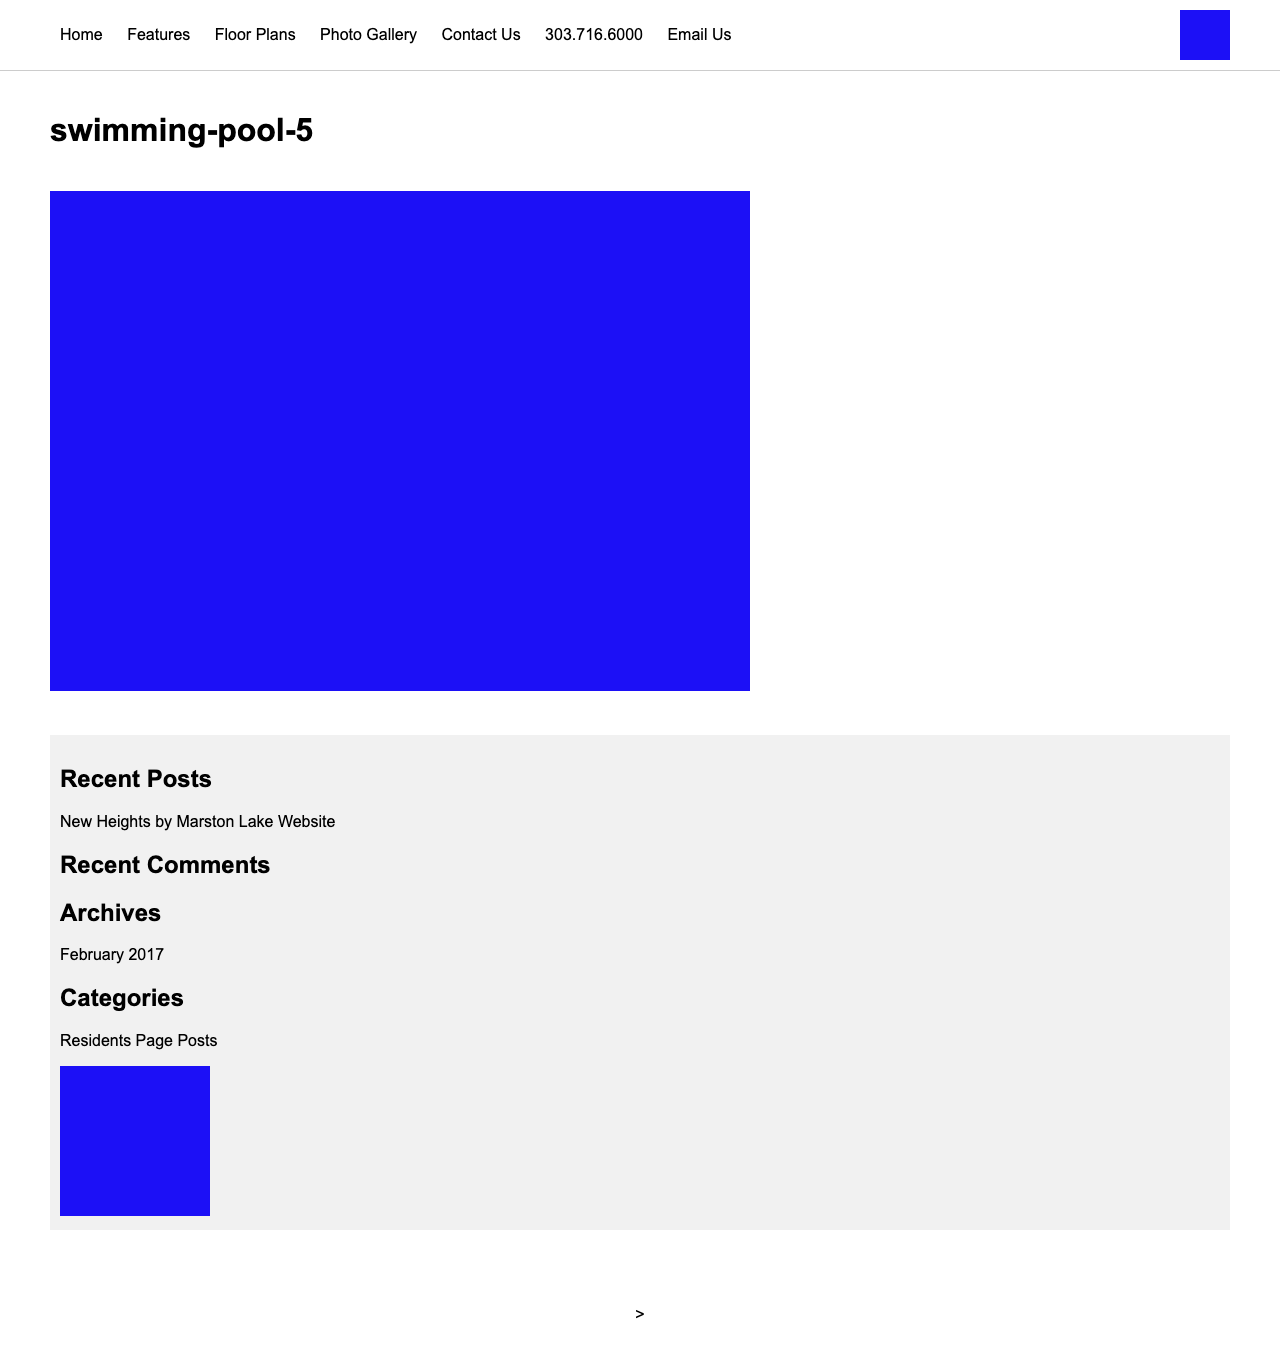 Home Features Floor Plans Photo Gallery Contact Us 303.716.6000 Email Us
swimming-pool-5
Recent Posts
New Heights by Marston Lake Website
Recent Comments
Archives
February 2017
Categories
Residents Page Posts
>